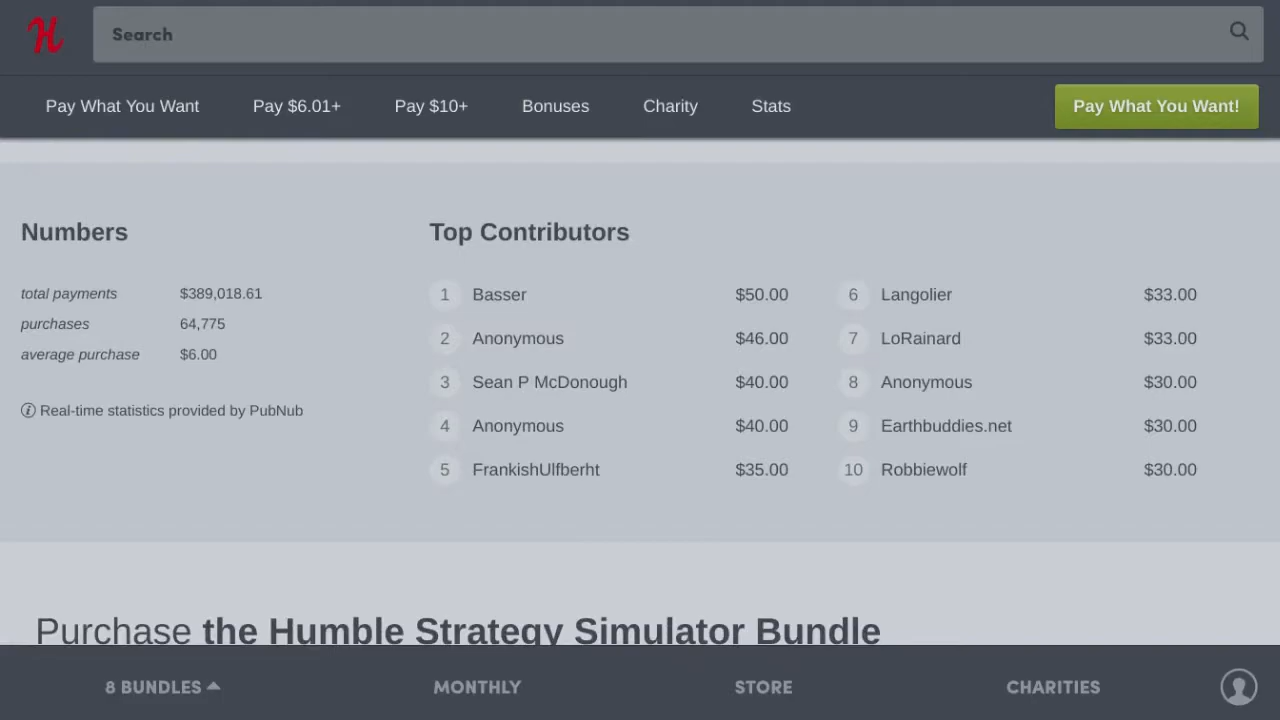 H
Search
Pay What You Want Pay $6.01+ Pay $10+ Bonuses Charity Stats Pay What You Want!
Numbers
total payments $389,018.61
purchases 64,775
average purchase $6.00
Real-time statistics provided by PubNub
Top Contributors
1 Basser $50.00
2 Anonymous $46.00
3 Sean P McDonough $40.00
4 Anonymous $40.00
5 FrankishUlfberht $35.00
6 Langolier $33.00
7 LoRainard $33.00
8 Anonymous $30.00
9 Earthbuddies.net $30.00
10 Robbiewolf $30.00
Purchase the Humble Strategy Simulator Bundle
8 BUNDLES MONTHLY STORE CHARITIES